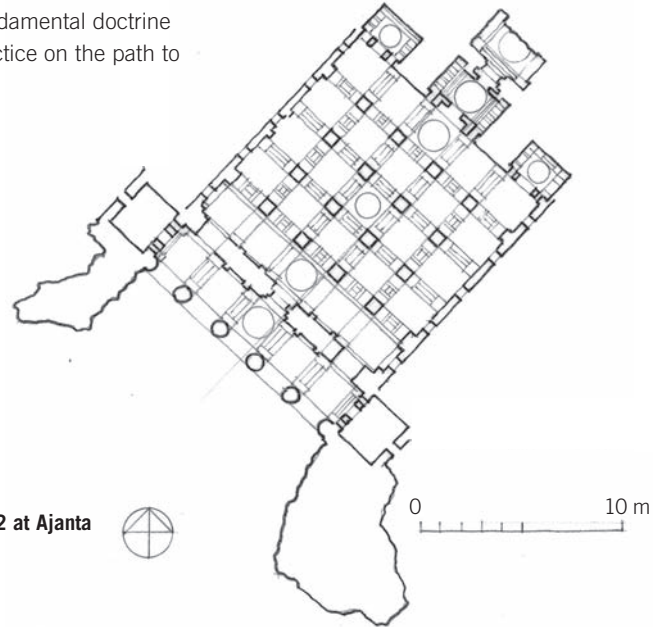 damental doctrine
ctice on the path to
2 at Ajanta
0 10 m